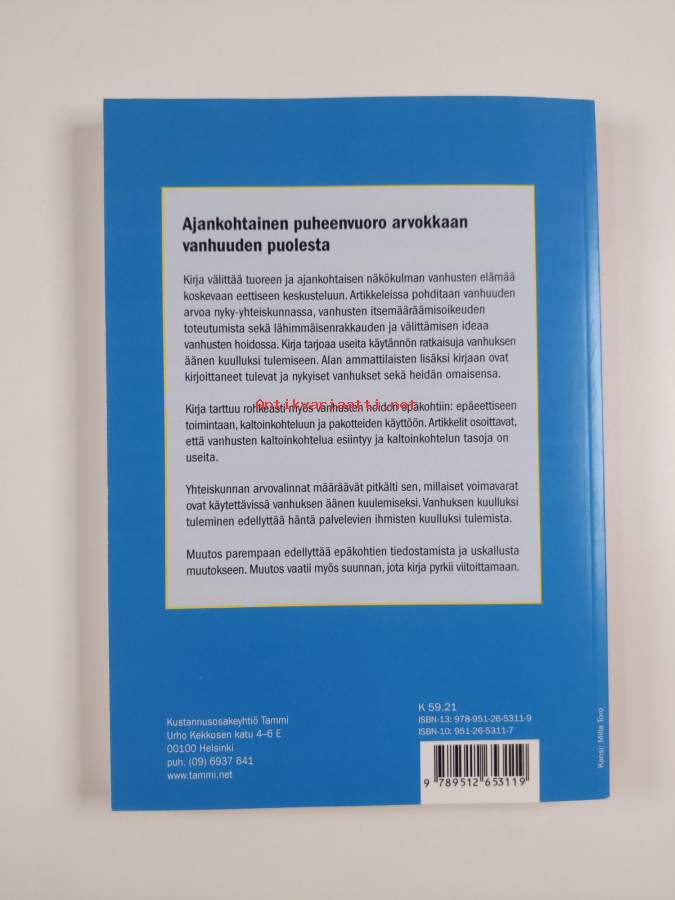 Ajankohtainen puheenvuoro arvokkaan
vanhuuden puolesta
Kirja välittää tuoreen ja ajankohtaisen näkökulman vanhusten elämää
koskevaan eettiseen keskusteluun. Artikkeleissa pohditaan vanhuuden
arvoa nyky-yhteiskunnassa, vanhusten itsemääräämisoikeuden
toteutumista sekä lähimmäisenrakkauden ja välittämisen ideaa
vanhusten hoidossa. Kirja tarjoaa useita käytännön ratkaisuja vanhuksen
äänen kuulluksi tulemiseen. Alan ammattilaisten lisäksi kirjaan ovat
kirjoittaneet tulevat ja nykyiset vanhukset sekä heidän omaisensa.
Antikvariaatti.net
Kirja tarttuu rohkeasti myös vanhusten hoidon epäkohtiin: epäeettiseen
toimintaan, kaltoinkohteluun ja pakotteiden käyttöön. Artikkelit osoittavat,
että vanhusten kaltoinkohtelua esiintyy ja kaltoinkohtelun tasoja on
useita.
Yhteiskunnan arvovalinnat määräävät pitkälti sen, millaiset voimavarat
ovat käytettävissä vanhuksen äänen kuulemiseksi. Vanhuksen kuulluksi
tuleminen edellyttää häntä palvelevien ihmisten kuulluksi tulemista.
Muutos parempaan edellyttää epäkohtien tiedostamista ja uskallusta
muutokseen. Muutos vaatii myös suunnan, jota kirja pyrkii viitoittamaan.
Kustannusosakeyhtiö Tammi
Urho Kekkosen katu 4–6 E
00100 Helsinki
puh. (09) 6937 641
www.tammi.net
K 59.21
ISBN-13: 978-951-26-5311-9
ISBN-10: 951-26-5311-7
9 789512 653119
Kansi: Milla Toro